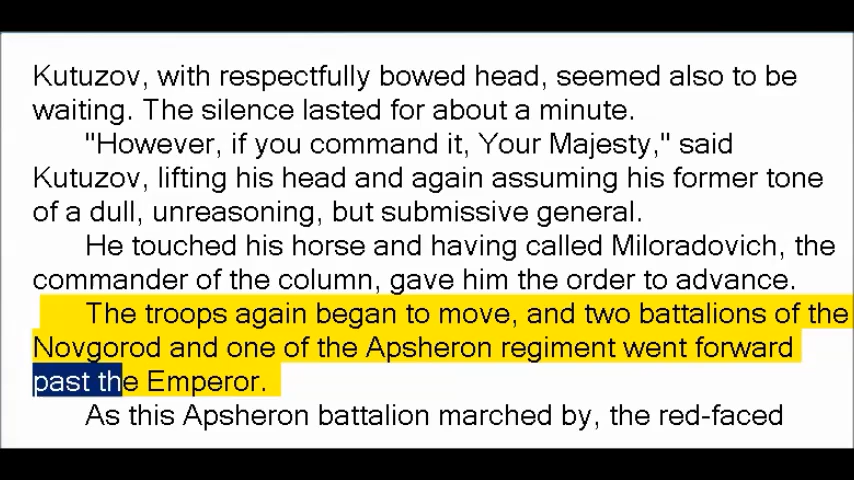 Kutuzov, with respectfully bowed head, seemed also to be
waiting. The silence lasted for about a minute.
"However, if you command it, Your Majesty," said
Kutuzov, lifting his head and again assuming his former tone
of a dull, unreasoning, but submissive general.
He touched his horse and having called Miloradovich, the
commander of the column, gave him the order to advance.
The troops again began to move, and two battalions of the
Novgorod and one of the Apsheron regiment went forward
past the Emperor.
As this Apsheron battalion marched by, the red-faced